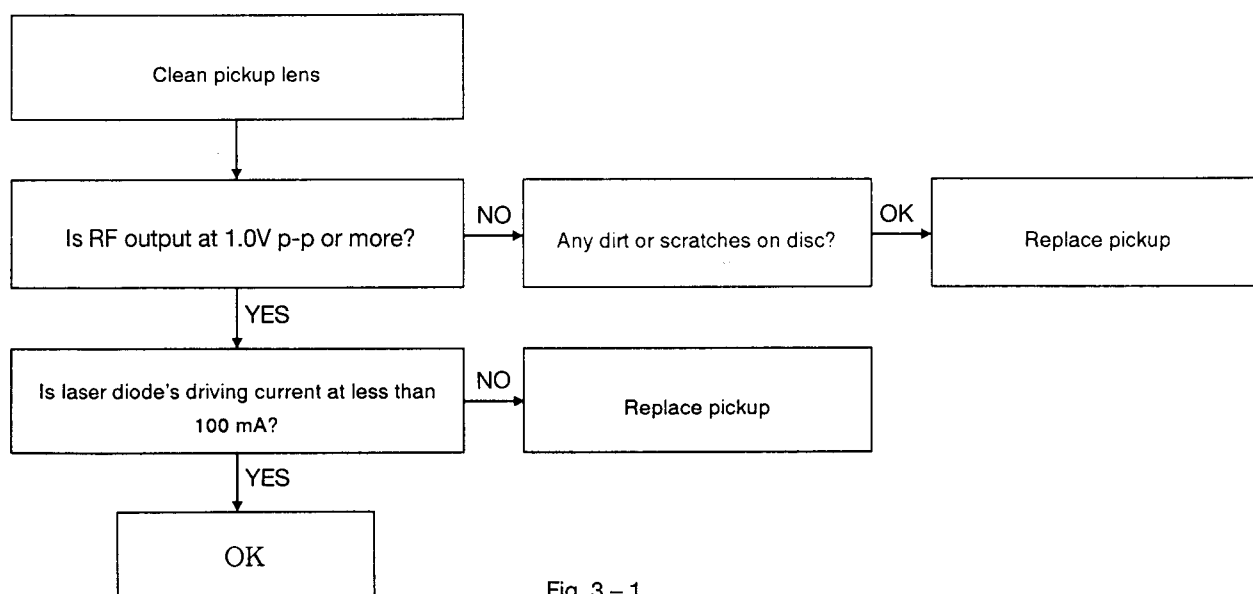 Clean pickup lens
Is RF output at 1.0V p-p or more?
NO
Any dirt or scratches on disc?
OK
Replace pickup
YES
Is laser diode's driving current at less than
100 mA?
NO
Replace pickup
YES
OK
Fig. 3 – 1